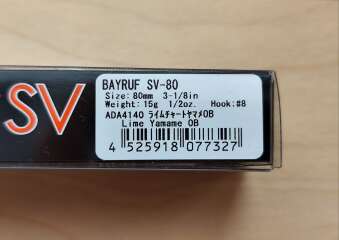 SV
BAYRUF SV-80
Size:80mm 3-1/8in
Weight:15g 1/2oz. Hook:#8
ADA4140 ライムチャートヤマメOB
Lime Yamame OB
4 525918 077327